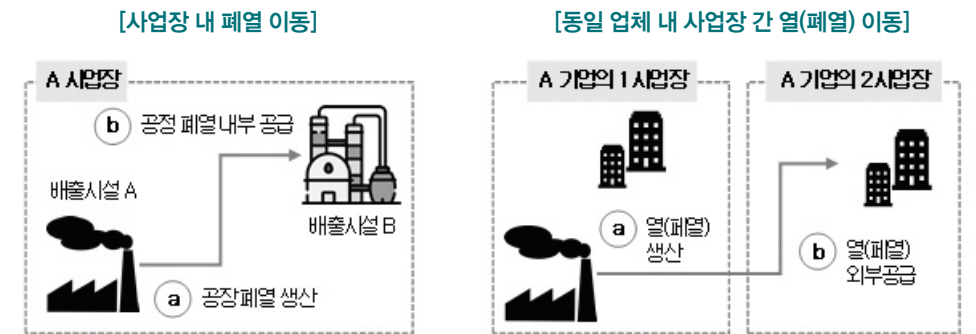 [사업장 내 폐열 이동]
A 사업장
b 공정 폐열 내부 공급
배출시설 A
배출시설 B
a 공장 폐열 생산
[동일 업체 내 사업장 간 열(폐열) 이동]
A 기업의 1사업장
A 기업의 2사업장
a 열(폐열)
생산
b 열(폐열)
외부공급